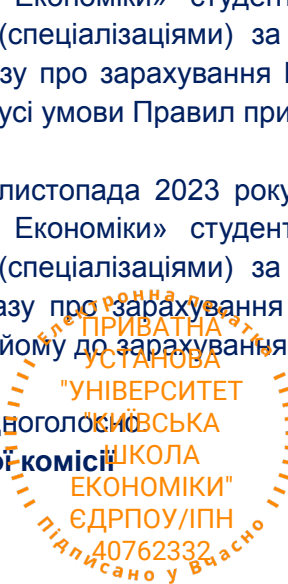 Економіки» студент
(спеціалізаціями) за
зу про зарахування
усі умови Правил при
листопада 2023 року
Економіки» студент
(спеціалізаціями) за
азу про зарахування
йому до зарахування
дноголосно.
ої комісії
Електронна печатка
ПРИВАТНА
УСТАНОВА
"УНІВЕРСИТЕТ
"КИЇВСЬКА
ШКОЛА
ЕКОНОМІКИ"
ЄДРПОУ/ІПН
40762332
Підписано у Вчасно